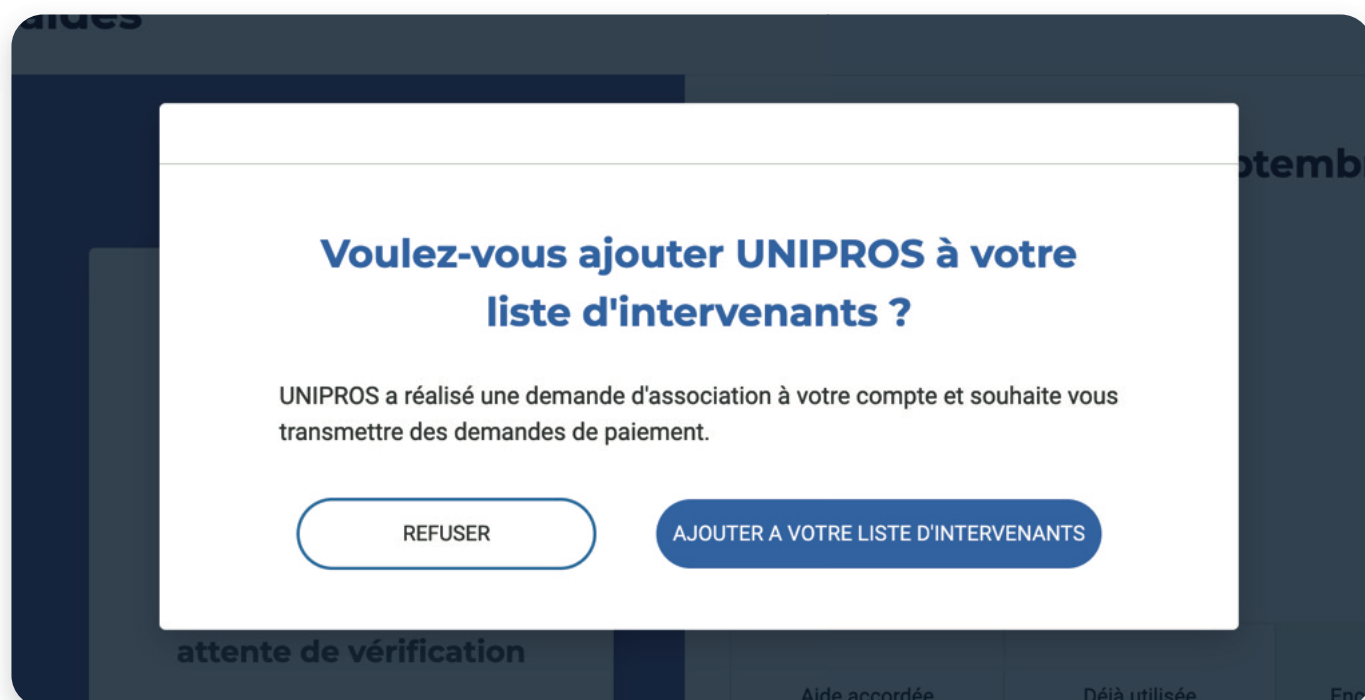 aides
Voulez-vous ajouter UNIPROS à votre
liste d'intervenants ?
UNIPROS a réalisé une demande d'association à votre compte et souhaite vous
transmettre des demandes de paiement.
REFUSER
AJOUTER A VOTRE LISTE D'INTERVENANTS
attente de vérification
Aide accordée
Déjà utilisée